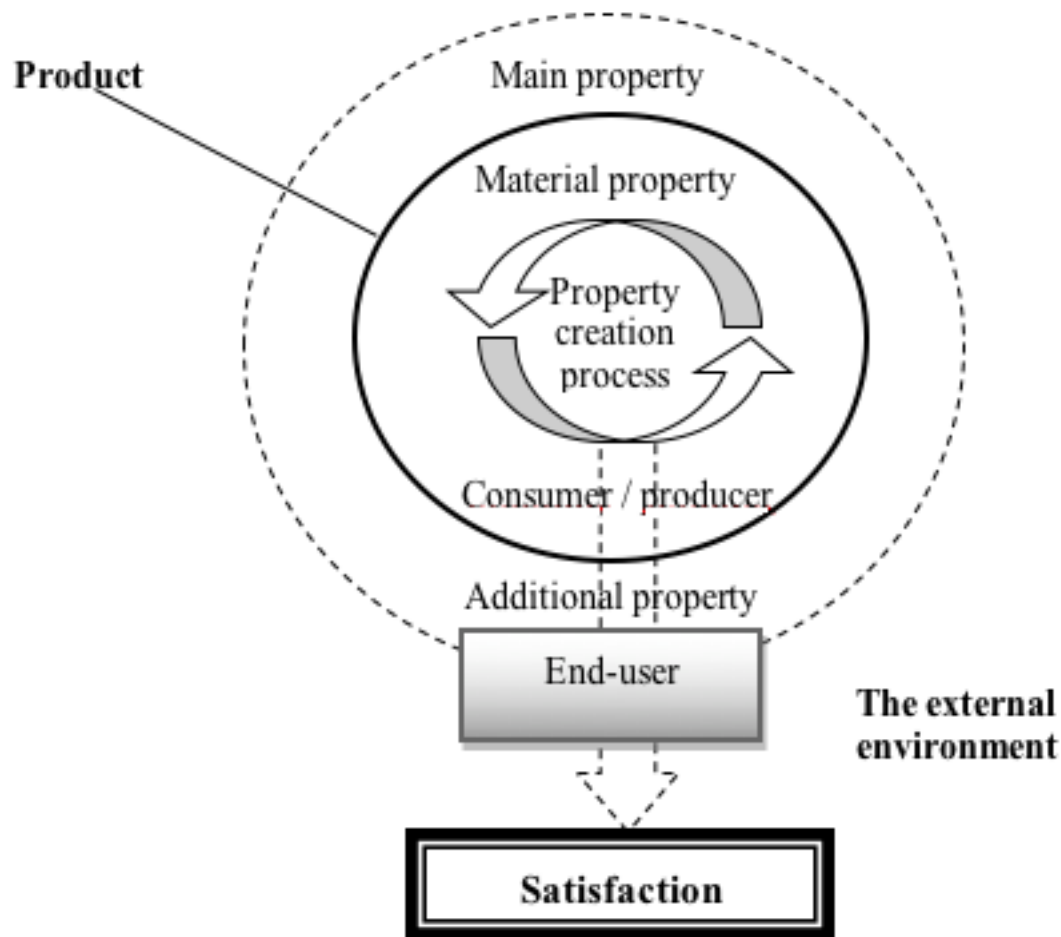 Product
Main property
Material property
Property
creation
process
Consumer / producer
Additional property
End-user
The external
environment
Satisfaction